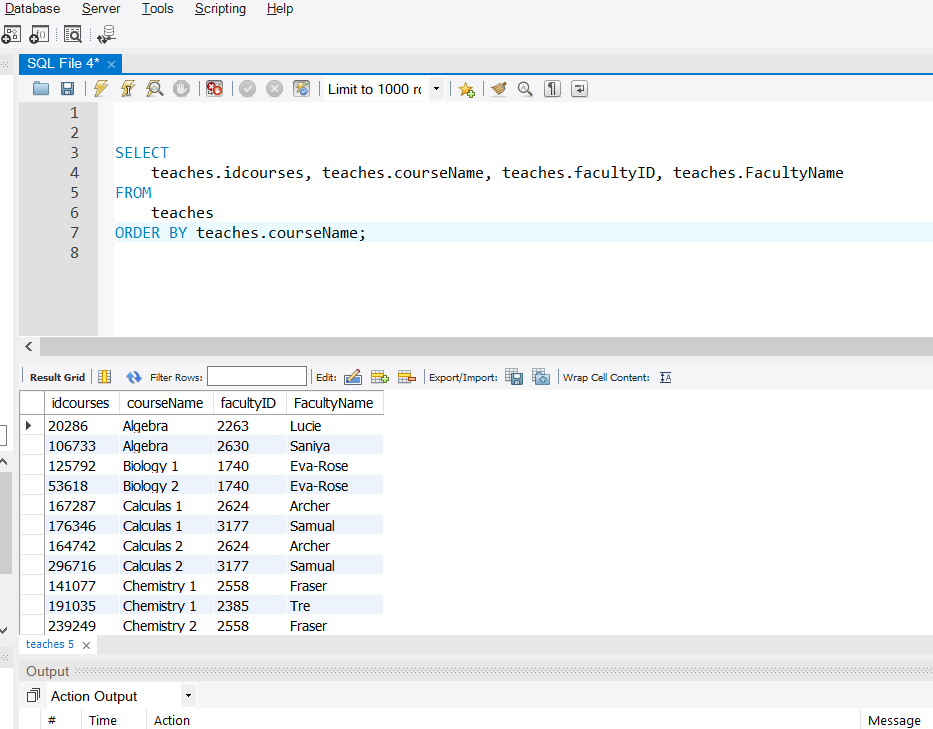 Database Server Tools Scripting Help
SQL File 4* ×
Limit to 1000 rc
1
2
3 SELECT
4 teaches.idcourses, teaches.courseName, teaches.facultyID, teaches.FacultyName
5 FROM
6 teaches
7 ORDER BY teaches.courseName;
8
Result Grid Filter Rows: Edit: Export/Import: Wrap Cell Content:
idcourses courseName facultyID FacultyName
20286 Algebra 2263 Lucie
106733 Algebra 2630 Saniya
125792 Biology 1 1740 Eva-Rose
53618 Biology 2 1740 Eva-Rose
167287 Calculas 1 2624 Archer
176346 Calculas 1 3177 Samual
164742 Calculas 2 2624 Archer
296716 Calculas 2 3177 Samual
141077 Chemistry 1 2558 Fraser
191035 Chemistry 1 2385 Tre
239249 Chemistry 2 2558 Fraser
teaches 5 ×
Output
Action Output
# Time Action Message